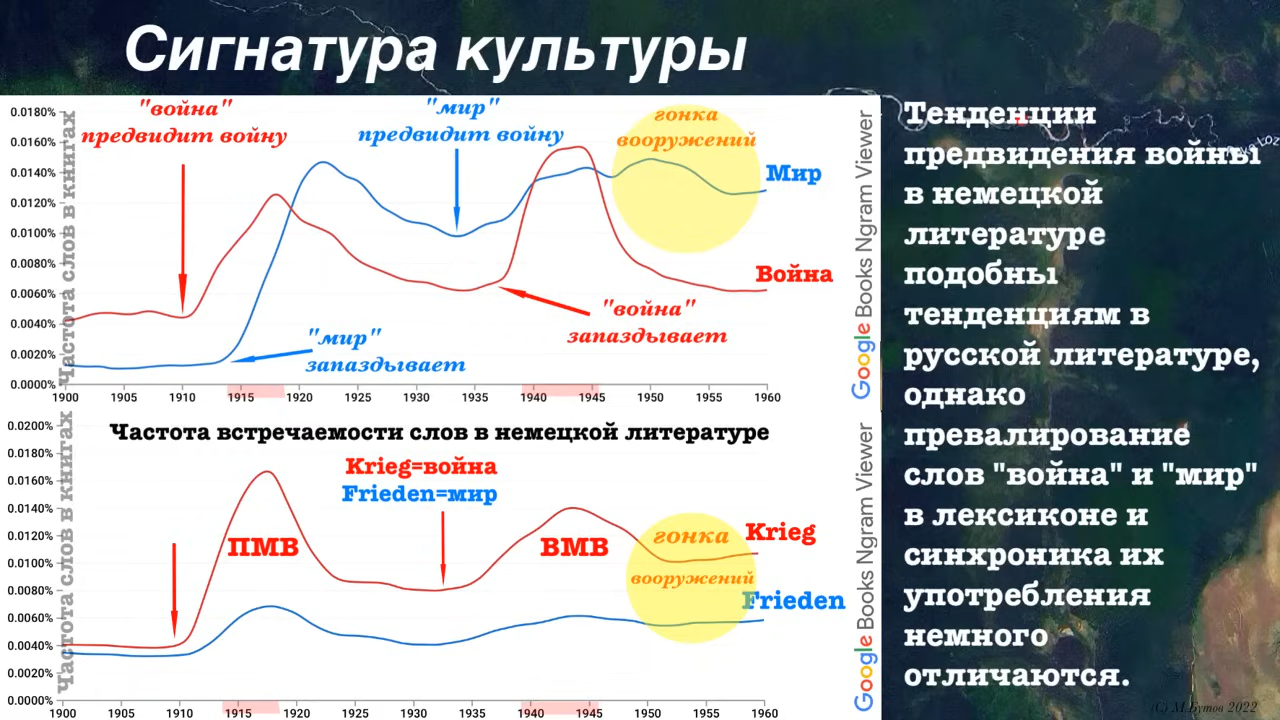 Сигнатура культуры
"война"
предвидит войну
"мир"
предвидит войну
гонка
вооружений
Мир
Война
"война"
запаздывает
"мир"
запаздывает
Частота слов в книгах
0.0180%
0.0160%
0.0140%
0.0120%
0.0100%
0.0080%
0.0060%
0.0040%
0.0020%
0.0000%
1900 1905 1910 1915 1920 1925 1930 1935 1940 1945 1950 1955 1960
Google Books Ngram Viewer
Частота встречаемости слов в немецкой литературе
Krieg=война
Frieden=мир
ПМВ
ВМВ
гонка
вооружений
Krieg
Frieden
Частота слов в книгах
0.0200%
0.0180%
0.0160%
0.0140%
0.0120%
0.0100%
0.0080%
0.0060%
0.0040%
0.0020%
0.0000%
1900 1905 1910 1915 1920 1925 1930 1935 1940 1945 1950 1955 1960
Google Books Ngram Viewer
Тенденции
предвидения войны
в немецкой
литературе
подобны
тенденциям в
русской литературе,
однако
превалирование
слов "война" и "мир"
в лексиконе и
синхроника их
употребления
немного
отличаются.
(C) М.Бутов 2022